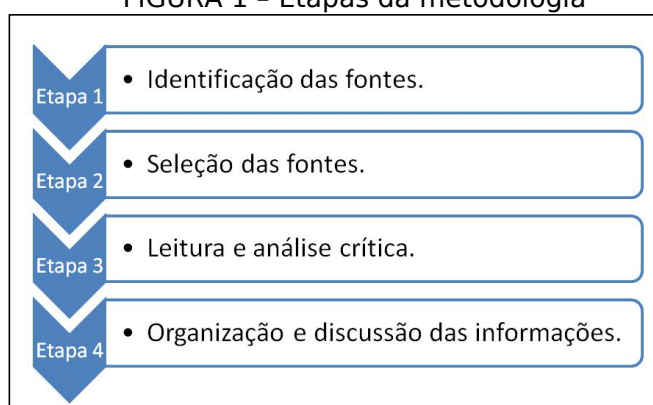 FIGURA 1 – Etapas da metodologia
Etapa 1
• Identificação das fontes.
Etapa 2
• Seleção das fontes.
Etapa 3
• Leitura e análise crítica.
Etapa 4
• Organização e discussão das informações.